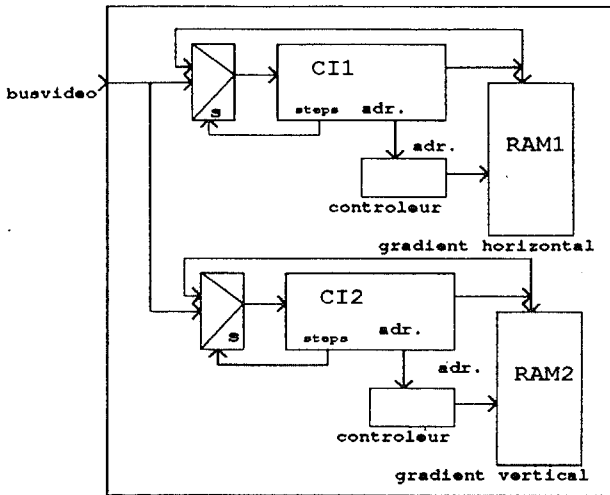 busvideo
CI1
s
steps
adr.
adr.
RAM1
controleur
gradient horizontal
CI2
s
steps
adr.
adr.
RAM2
controleur
gradient vertical